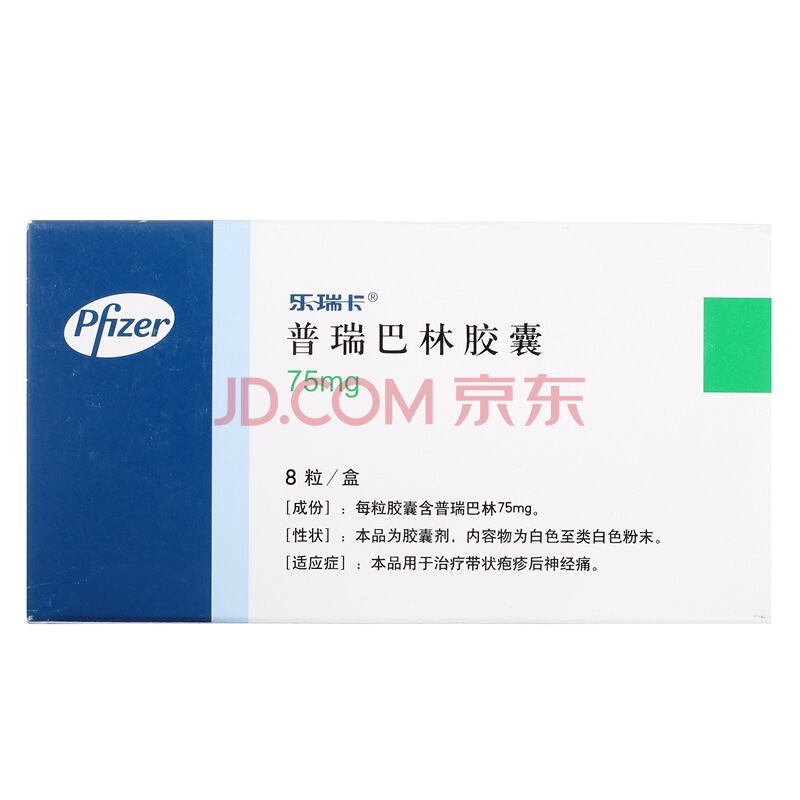 Pfizer
乐瑞卡®
普瑞巴林胶囊
75mg
JD.COM 京东
8粒/盒
[成份]：每粒胶囊含普瑞巴林75mg。
[性状]：本品为胶囊剂，内容物为白色至类白色粉末。
[适应症]：本品用于治疗带状疱疹后神经痛。